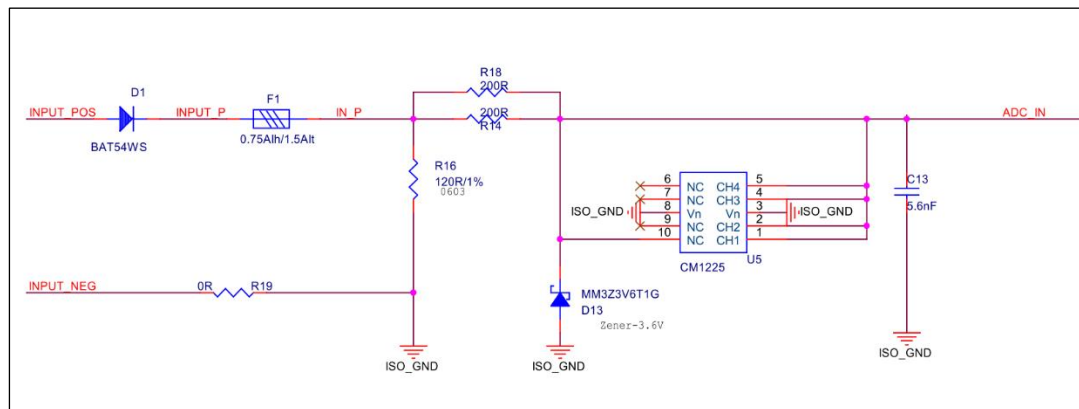 D1
INPUT_POS
INPUT_P
BAT54WS
F1
0.75Alh/1.5Alt
IN_P
R18
200R
200R
R14
ADC_IN
R16
120R/1%
0603
6 NC CH4 5
7 NC CH3 4
ISO_GND 8 Vn Vn 3 ISO_GND
9 NC CH2 2
10 NC CH1 1
CM1225
U5
C13
5.6nF
INPUT_NEG
0R R19
MM3Z3V6T1G
D13
Zener-3.6V
ISO_GND
ISO_GND
ISO_GND